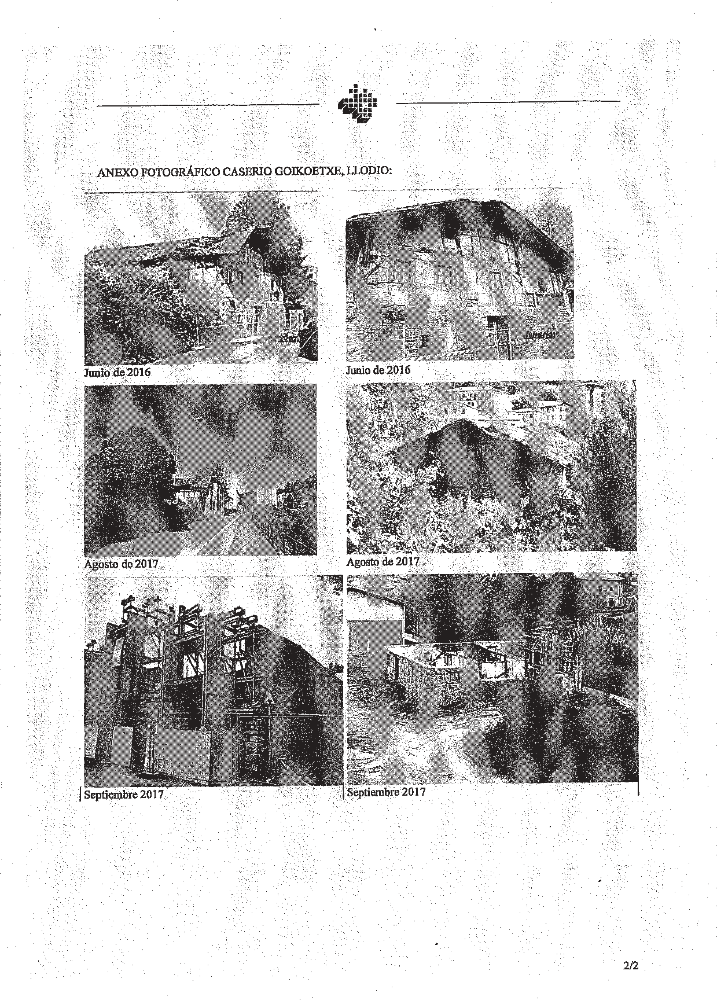 ANEXO FOTOGRÁFICO CASERIO GOIKOETXE, LLODIO:
Junio de 2016
Junio de 2016
Agosto de 2017
Agosto de 2017
Septiembre 2017
Septiembre 2017
2/2